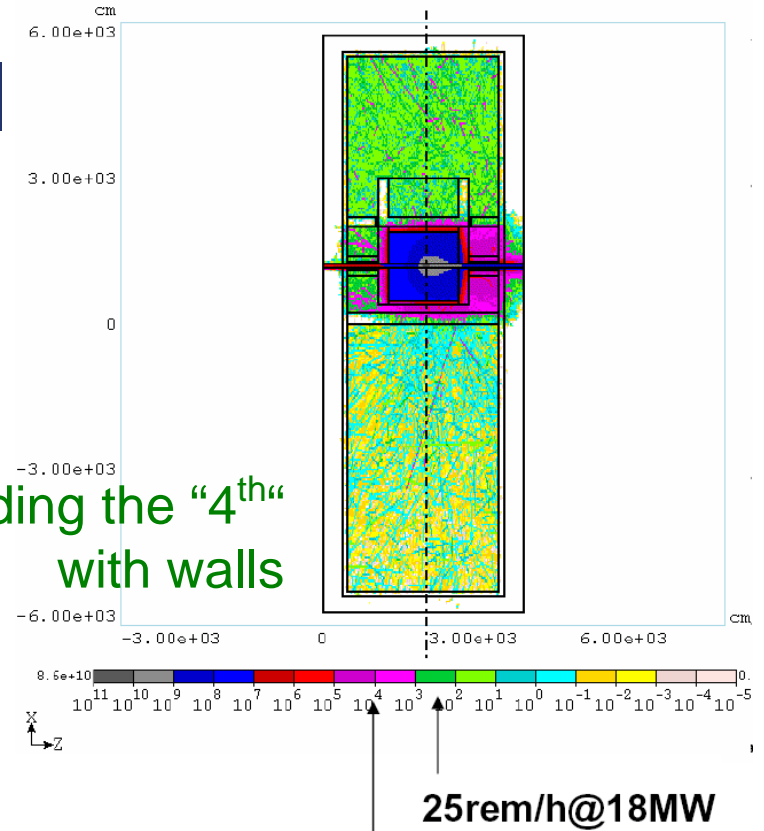 cm
6.00e+03
3.00e+03
0
-3.00e+03
ding the “4th“
with walls
-6.00e+03
cm
-3.00e+03 0 3.00e+03 6.00e+03
8.6e+10 0.
10^11 10^10 10^9 10^8 10^7 10^6 10^5 10^4 10^3 10^2 10^1 10^0 10^-1 10^-2 10^-3 10^-4 10^-5
X
Z
25rem/h@18MW